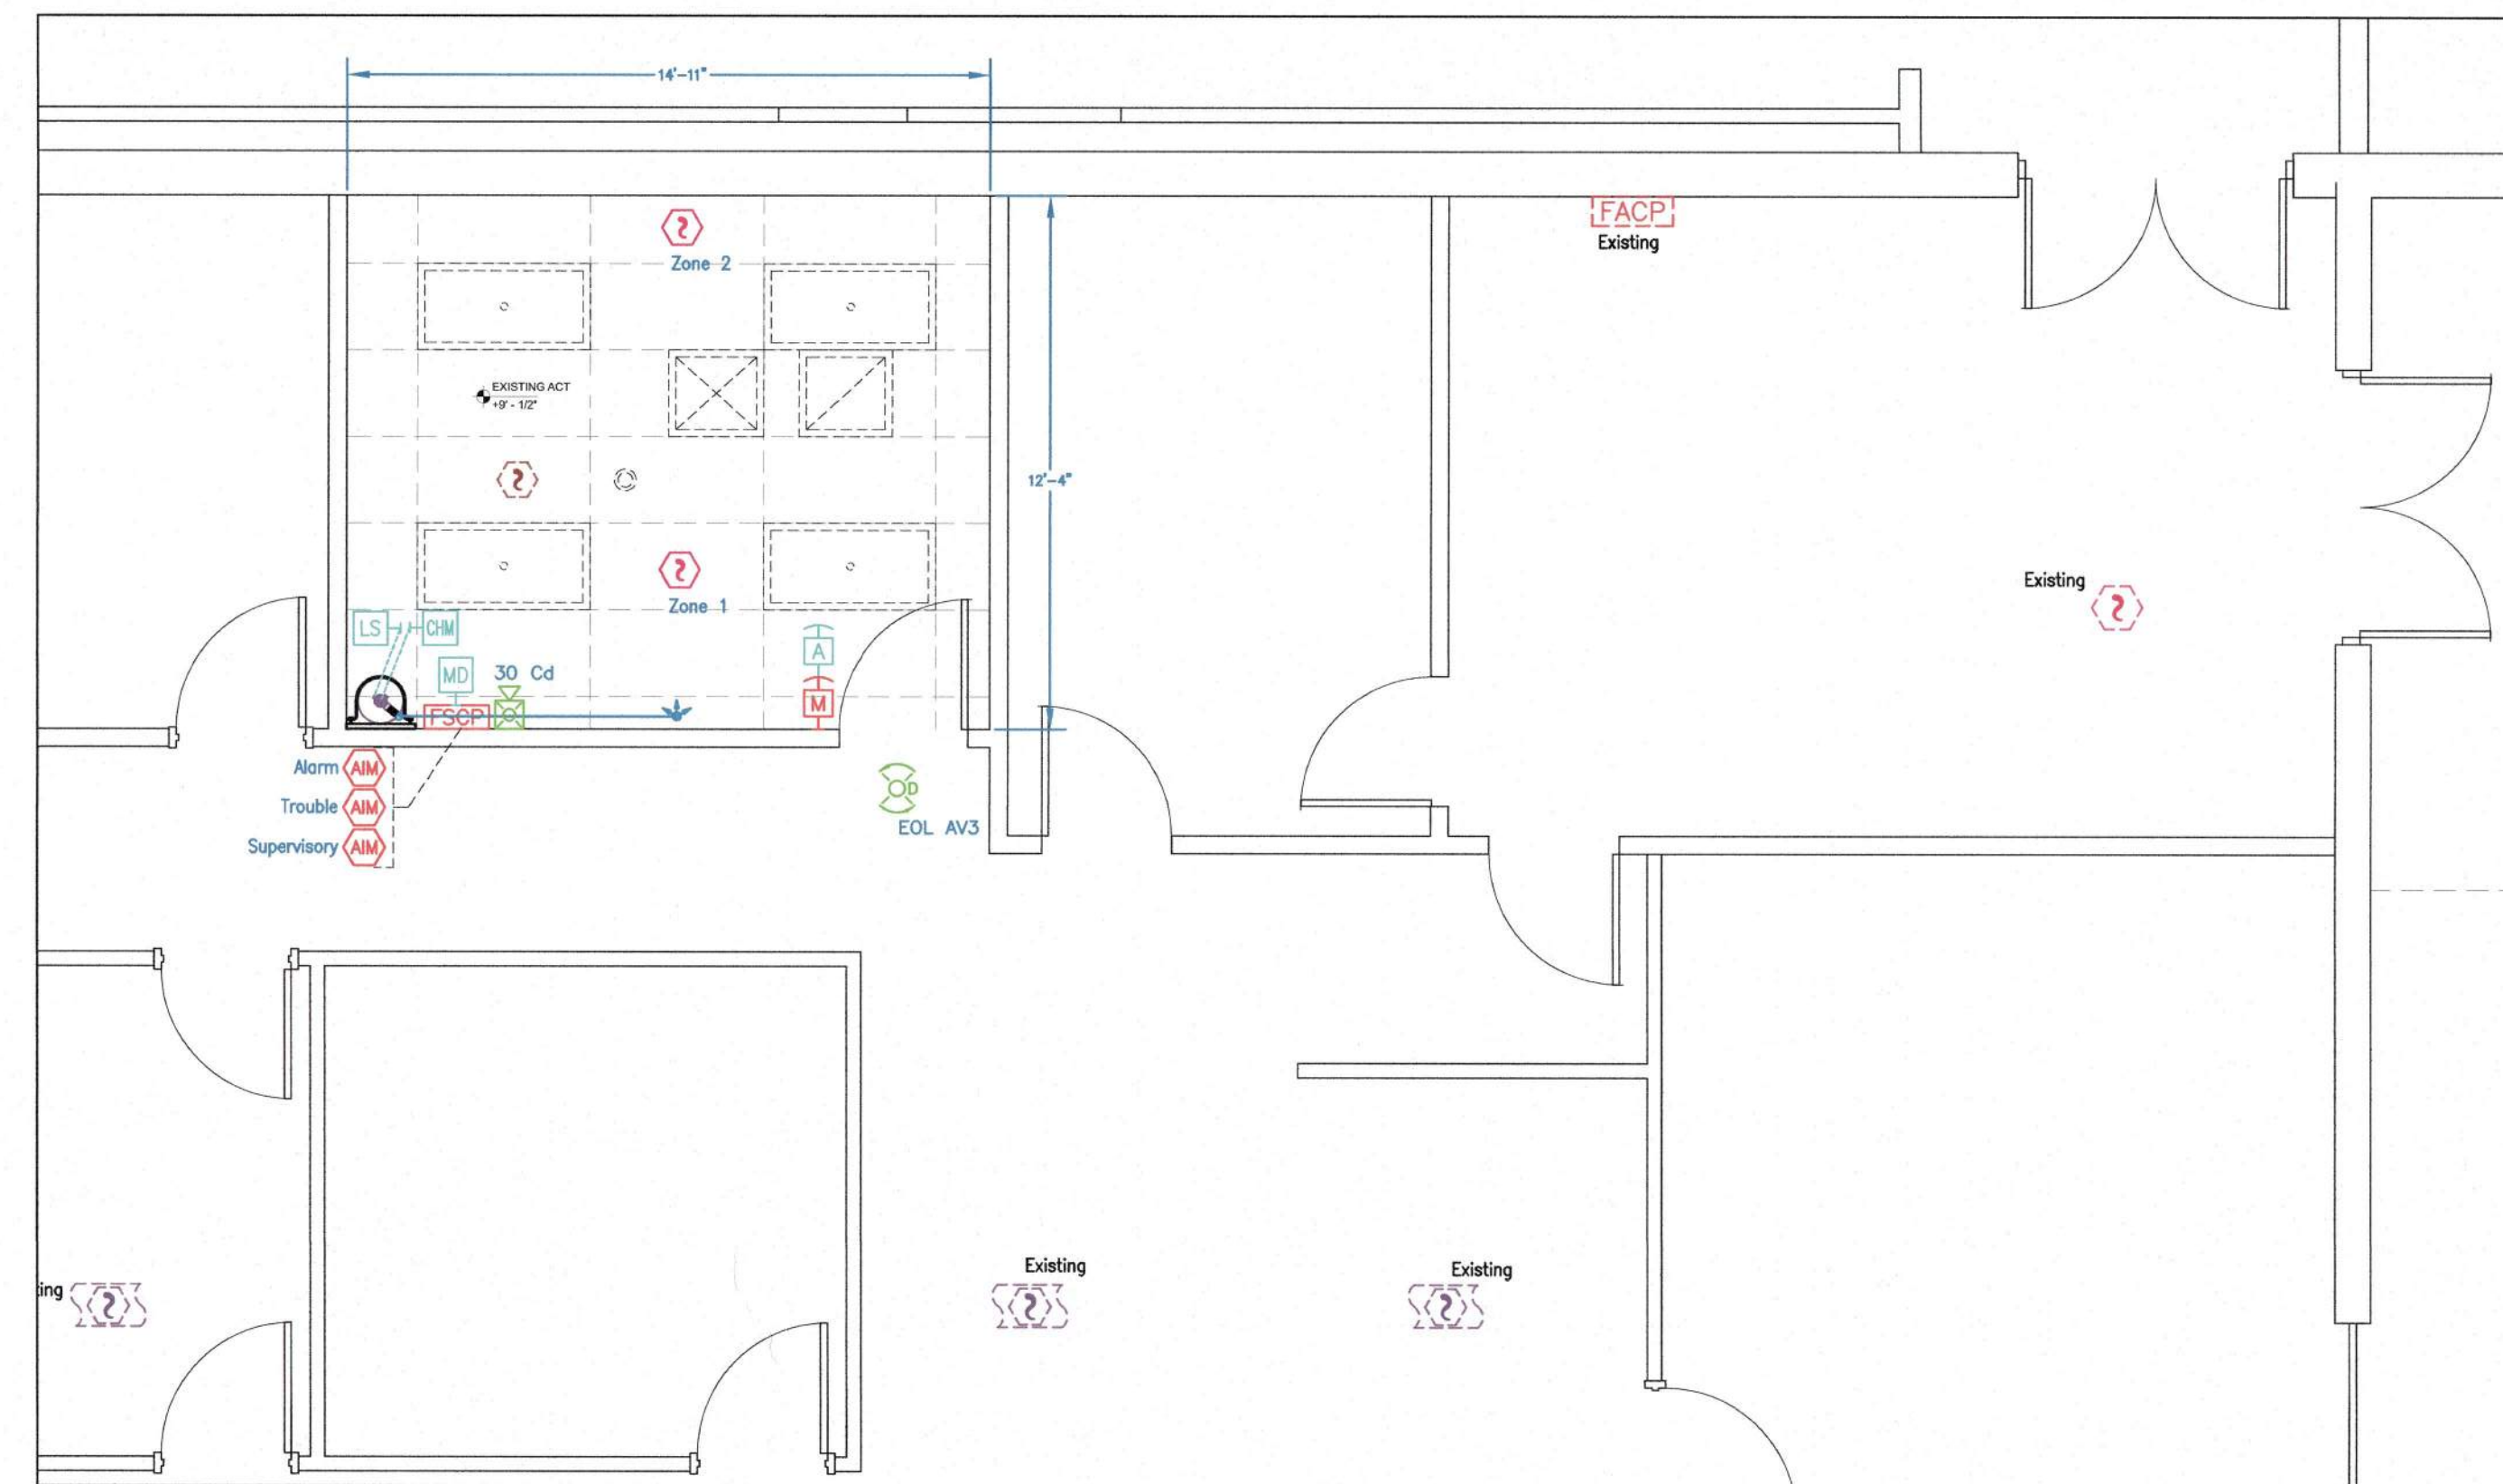 14'-11"
FACP
Existing
Zone 2
EXISTING ACT
+9' - 1/2"
12'-4"
Existing
Zone 1
LS
CHM
A
MD
30 Cd
M
FSCP
Alarm AIM
D
Trouble AIM
EOL AV3
Supervisory AIM
Existing
Existing
ing